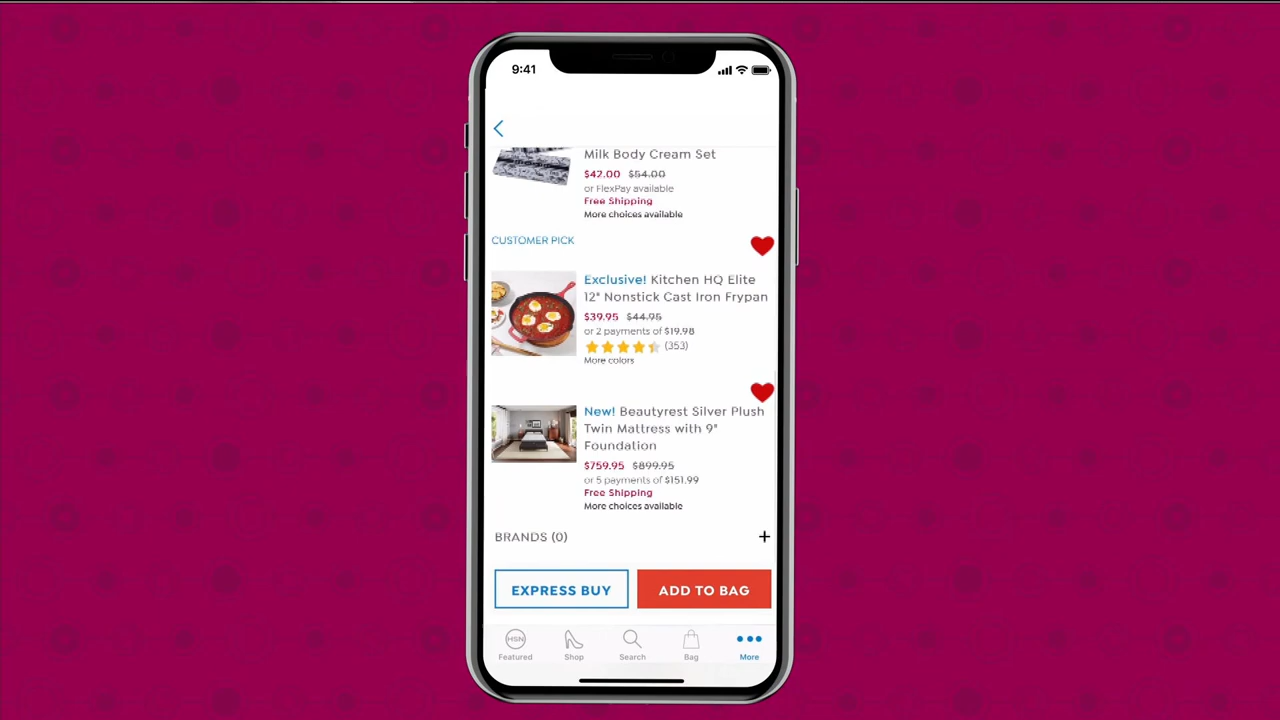 9:41
Milk Body Cream Set
$42.00 $54.00
or FlexPay available
Free Shipping
More choices available
CUSTOMER PICK
Exclusive! Kitchen HQ Elite
12" Nonstick Cast Iron Frypan
$39.95 $44.95
or 2 payments of $19.98
(353)
More colors
New! Beautyrest Silver Plush
Twin Mattress with 9"
Foundation
$759.95 $899.95
or 5 payments of $151.99
Free Shipping
More choices available
BRANDS (0) +
EXPRESS BUY ADD TO BAG
HSN
Featured Shop Search Bag More